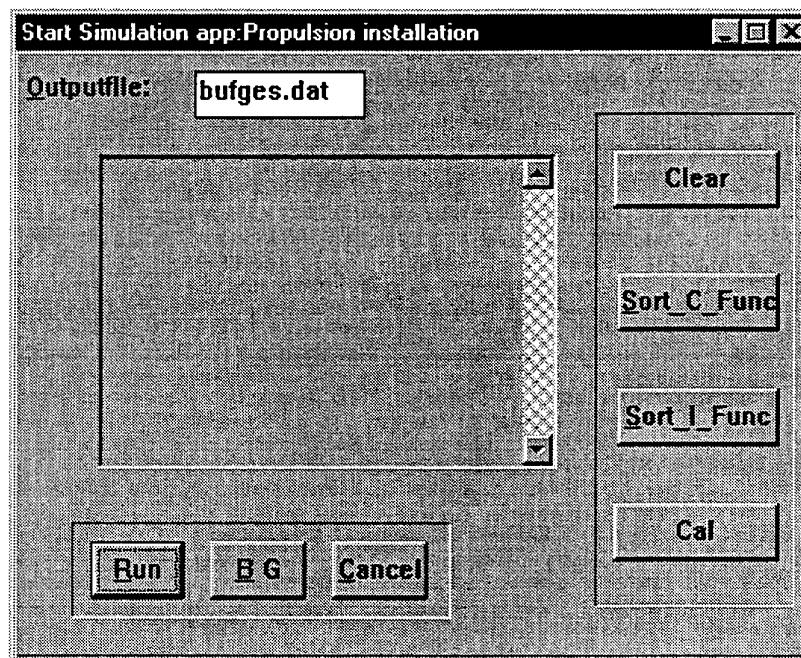 Start Simulation app:Propulsion installation
Outputfile:
bufges.dat
Clear
Sort_C_Func
Sort_I_Func
Cal
Run
B G
Cancel